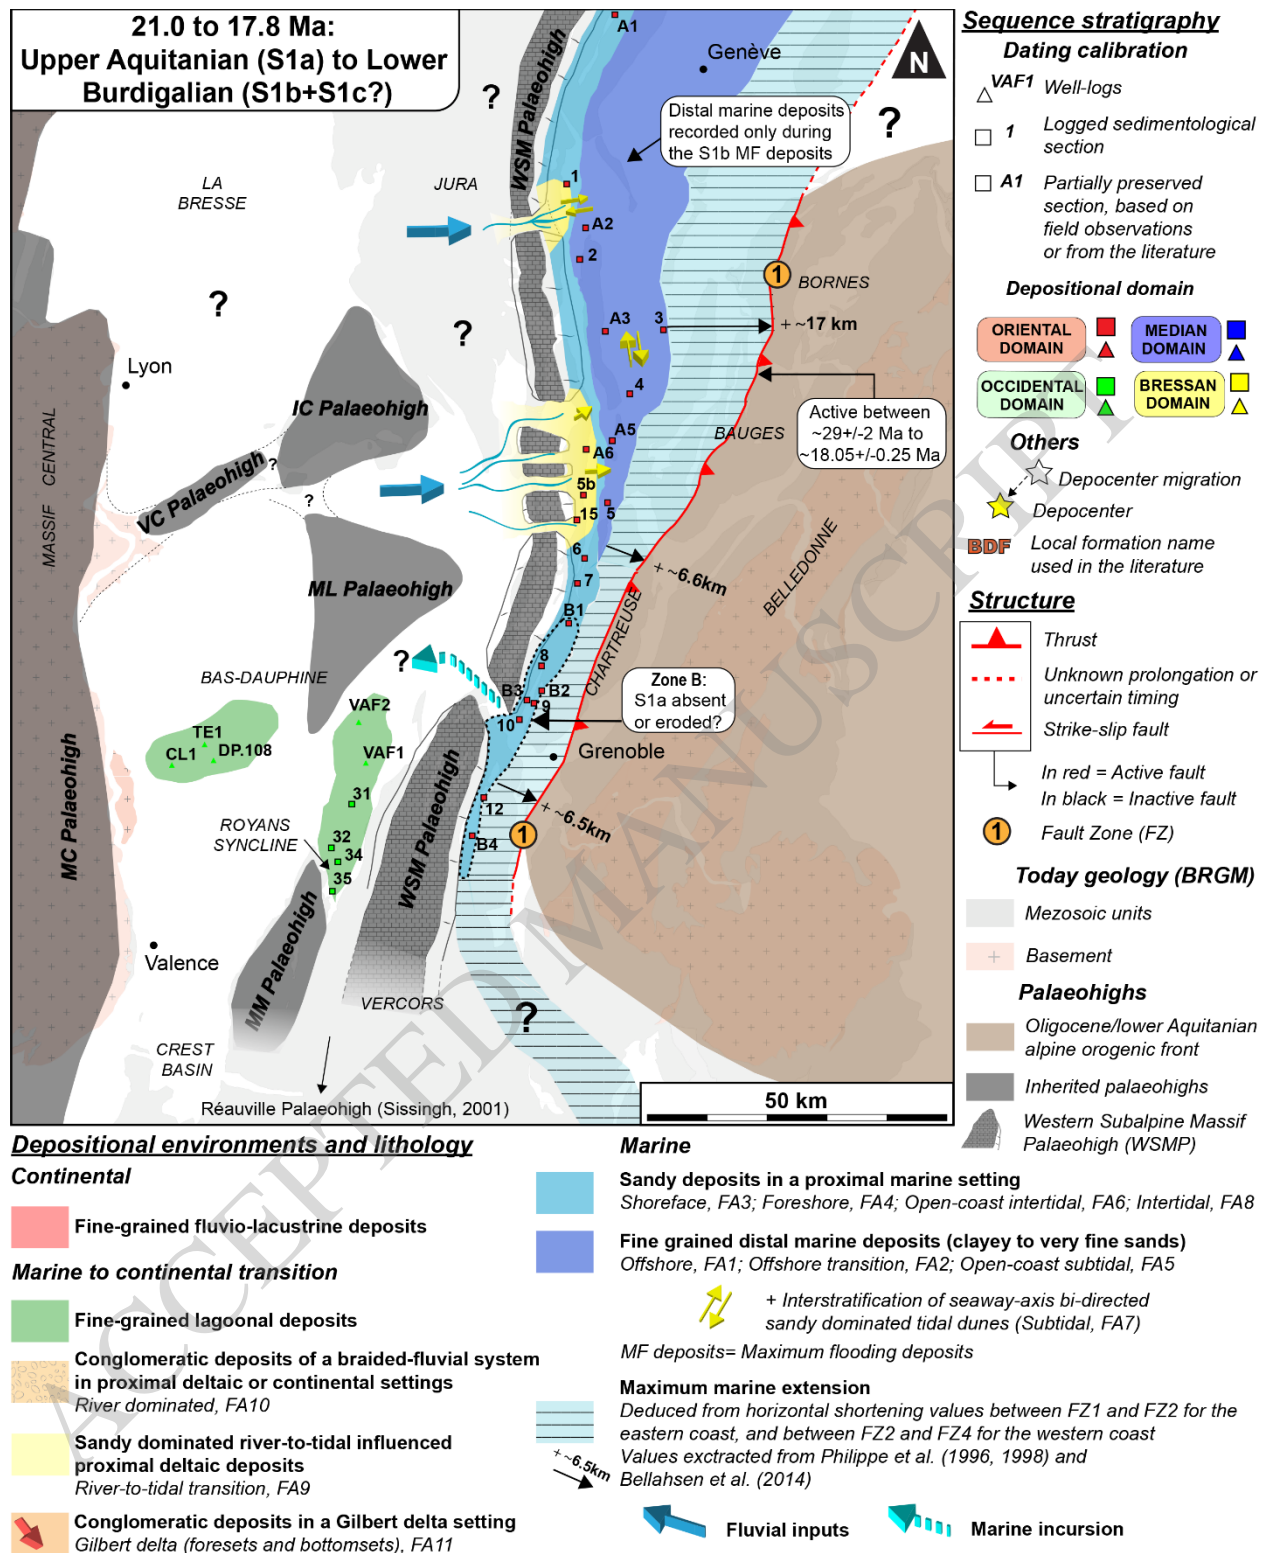 21.0 to 17.8 Ma:
Upper Aquitanian (S1a) to Lower
Burdigalian (S1b+S1c?)
A1
Genève
N
?
WSM Palaeohigh
Distal marine deposits
recorded only during
the S1b MF deposits
?
LA
BRESSE
JURA
1
A2
2
?
?
1
BORNES
A3
3
+ ~17 km
Lyon
4
IC Palaeohigh
Active between
~29+/-2 Ma to
~18.05+/-0.25 Ma
A5
BAUGES
A6
MASSIF CENTRAL
?
VC Palaeohigh
?
5b
5
15
6
+ ~6.6km
BELLEDONNE
7
ML Palaeohigh
B1
CHARTREUSE
?
8
BAS-DAUPHINE
Zone B:
S1a absent
or eroded?
B3
B2
9
10
VAF2
TE1
CL1
DP.108
VAF1
Grenoble
MC Palaeohigh
31
12
+ ~6.5km
ROYANS
SYNCLINE
32
34
B4
1
35
WSM Palaeohigh
Valence
MM Palaeohigh
VERCORS
?
CREST
BASIN
50 km
Réauville Palaeohigh (Sissingh, 2001)
Sequence stratigraphy
Dating calibration
VAF1 Well-logs
1 Logged sedimentological
section
A1 Partially preserved
section, based on
field observations
or from the literature
Depositional domain
ORIENTAL
DOMAIN
MEDIAN
DOMAIN
OCCIDENTAL
DOMAIN
BRESSAN
DOMAIN
Others
Depocenter migration
Depocenter
BDF Local formation name
used in the literature
Structure
Thrust
Unknown prolongation or
uncertain timing
Strike-slip fault
In red = Active fault
In black = Inactive fault
1 Fault Zone (FZ)
Today geology (BRGM)
Mezosoic units
Basement
Palaeohighs
Oligocene/lower Aquitanian
alpine orogenic front
Inherited palaeohighs
Western Subalpine Massif
Palaeohigh (WSMP)
Depositional environments and lithology
Continental
Fine-grained fluvio-lacustrine deposits
Marine to continental transition
Fine-grained lagoonal deposits
Conglomeratic deposits of a braided-fluvial system
in proximal deltaic or continental settings
River dominated, FA10
Sandy dominated river-to-tidal influenced
proximal deltaic deposits
River-to-tidal transition, FA9
Conglomeratic deposits in a Gilbert delta setting
Gilbert delta (foresets and bottomsets), FA11
Marine
Sandy deposits in a proximal marine setting
Shoreface, FA3; Foreshore, FA4; Open-coast intertidal, FA6; Intertidal, FA8
Fine grained distal marine deposits (clayey to very fine sands)
Offshore, FA1; Offshore transition, FA2; Open-coast subtidal, FA5
+ Interstratification of seaway-axis bi-directed
sandy dominated tidal dunes (Subtidal, FA7)
MF deposits= Maximum flooding deposits
Maximum marine extension
Deduced from horizontal shortening values between FZ1 and FZ2 for the
eastern coast, and between FZ2 and FZ4 for the western coast
Values exctracted from Philippe et al. (1996, 1998) and
Bellahsen et al. (2014)
+ ~6.5km
Fluvial inputs
Marine incursion
ACCEPTED MANUSCRIPT